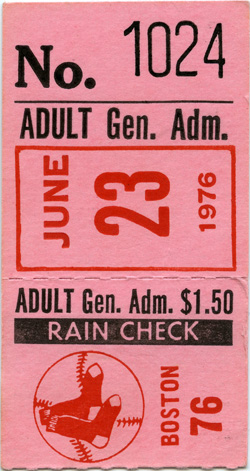 No. 1024
ADULT Gen. Adm.
JUNE
23
1976
ADULT Gen. Adm. $1.50
RAIN CHECK
BOSTON
76